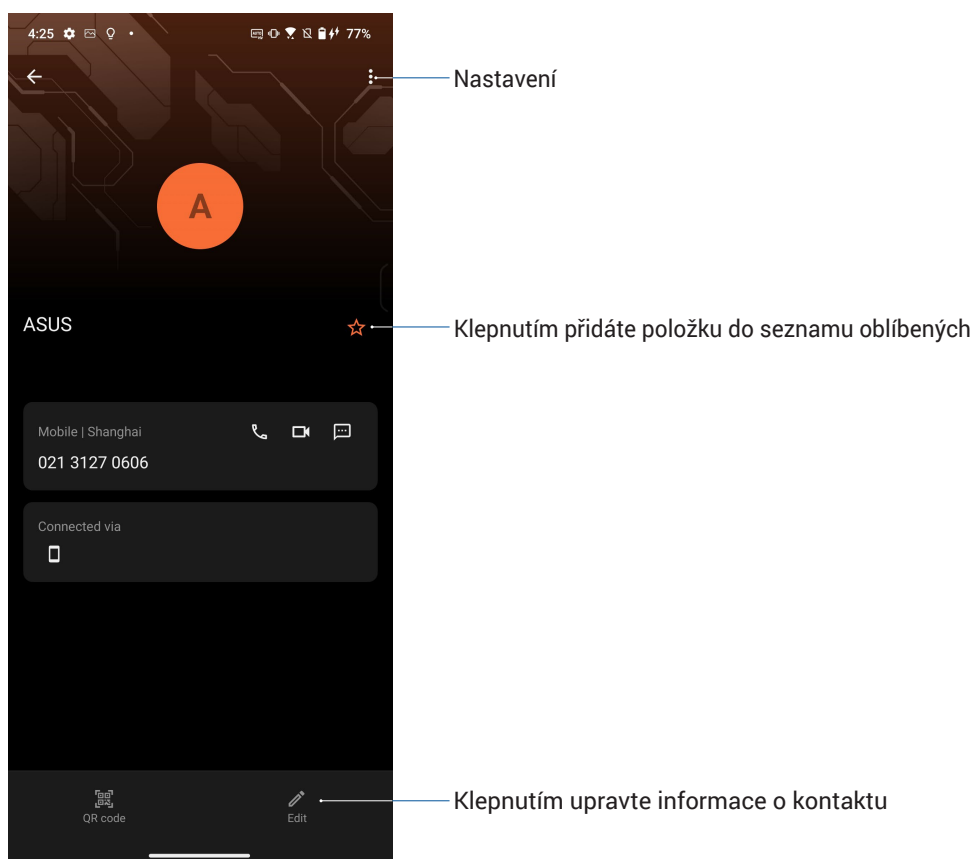 4:25
77%
Nastavení
A
ASUS
Klepnutím přidáte položku do seznamu oblíbených
Mobile | Shanghai
021 3127 0606
Connected via
QR code
Edit
Klepnutím upravte informace o kontaktu